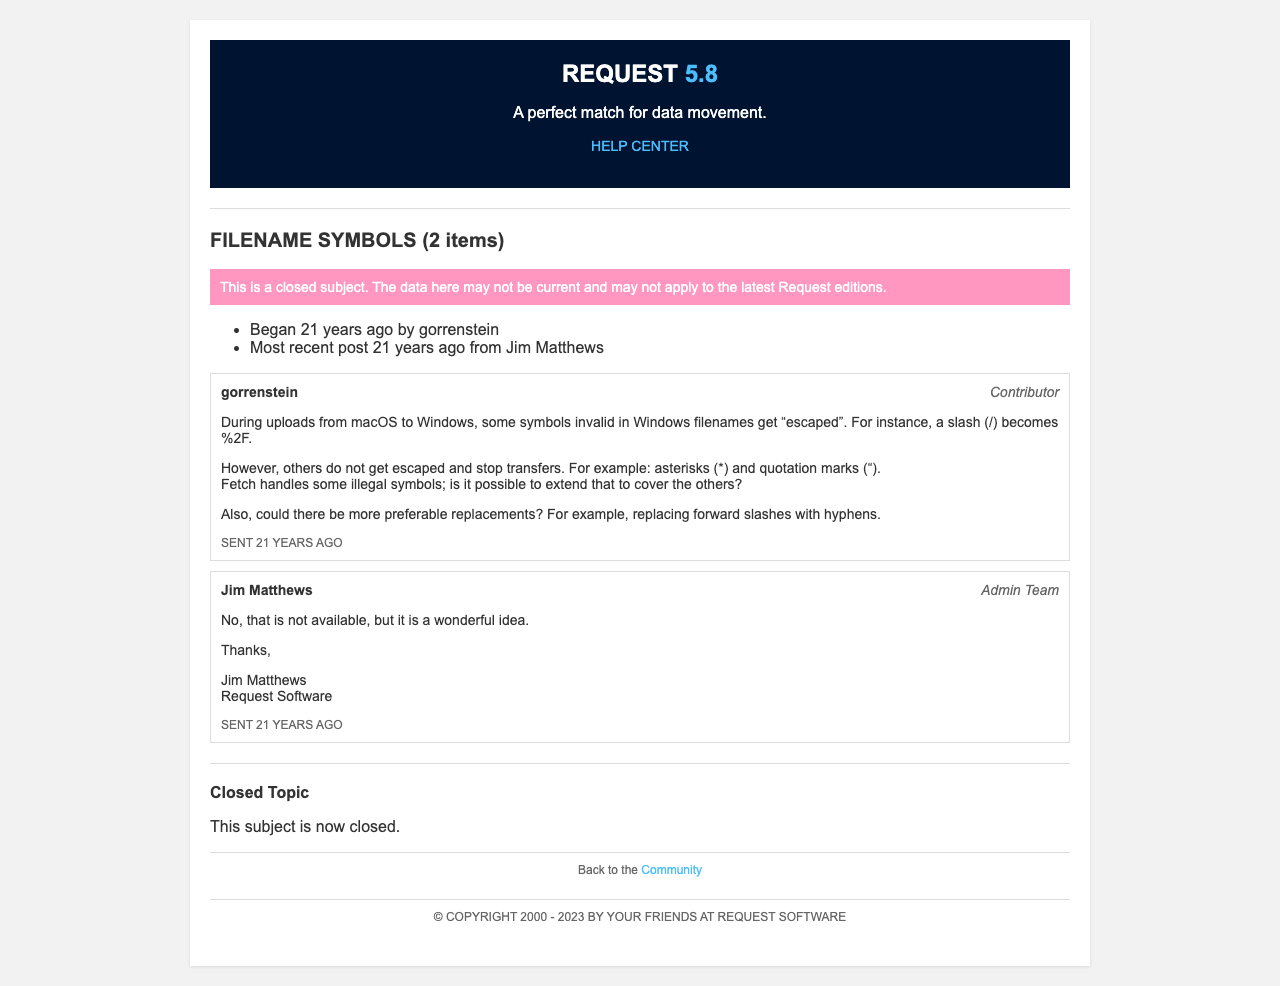 REQUEST 5.8
A perfect match for data movement.
HELP CENTER
FILENAME SYMBOLS (2 items)
This is a closed subject. The data here may not be current and may not apply to the latest Request editions.
• Began 21 years ago by gorrenstein
• Most recent post 21 years ago from Jim Matthews
gorrenstein Contributor
During uploads from macOS to Windows, some symbols invalid in Windows filenames get “escaped”. For instance, a slash (/) becomes
%2F.
However, others do not get escaped and stop transfers. For example: asterisks (*) and quotation marks (“).
Fetch handles some illegal symbols; is it possible to extend that to cover the others?
Also, could there be more preferable replacements? For example, replacing forward slashes with hyphens.
SENT 21 YEARS AGO
Jim Matthews Admin Team
No, that is not available, but it is a wonderful idea.
Thanks,
Jim Matthews
Request Software
SENT 21 YEARS AGO
Closed Topic
This subject is now closed.
Back to the Community
© COPYRIGHT 2000 - 2023 BY YOUR FRIENDS AT REQUEST SOFTWARE